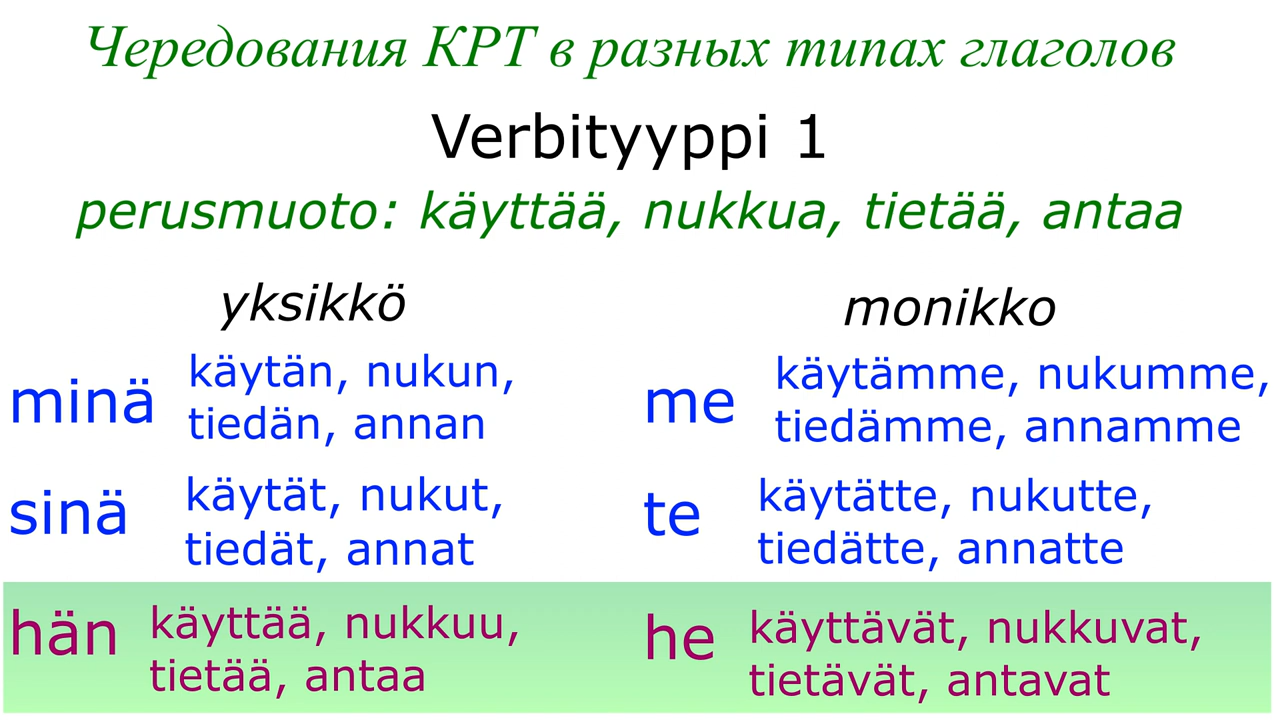 Чередования КРТ в разных типах глаголов
Verbityyppi 1
perusmuoto: käyttää, nukkua, tietää, antaa
yksikkö
monikko
minä
käytän, nukun,
tiedän, annan
me
käytämme, nukumme,
tiedämme, annamme
sinä
käytät, nukut,
tiedät, annat
te
käytätte, nukutte,
tiedätte, annatte
hän
käyttää, nukkuu,
tietää, antaa
he
käyttävät, nukkuvat,
tietävät, antavat